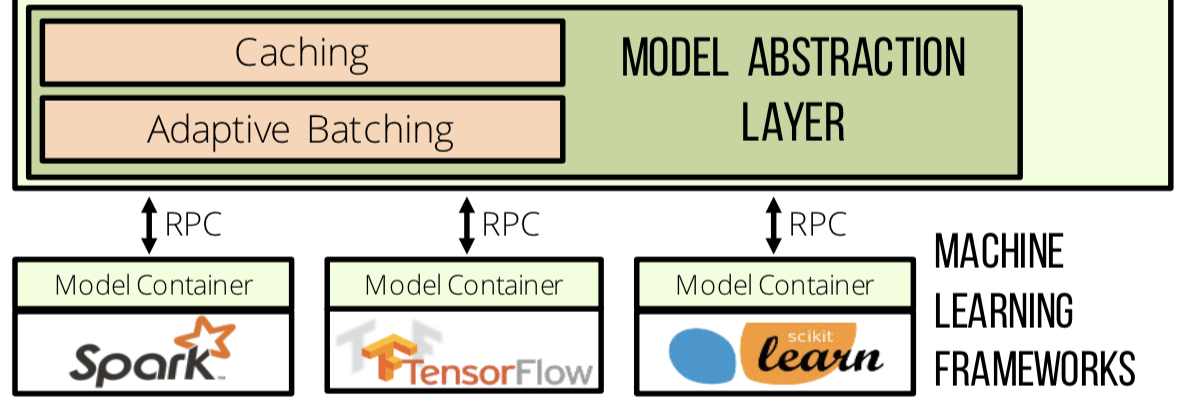 Caching
Adaptive Batching
MODEL ABSTRACTION
LAYER
RPC
RPC
RPC
Model Container
Model Container
Model Container
Spark™
TensorFlow
scikit
learn
MACHINE
LEARNING
FRAMEWORKS